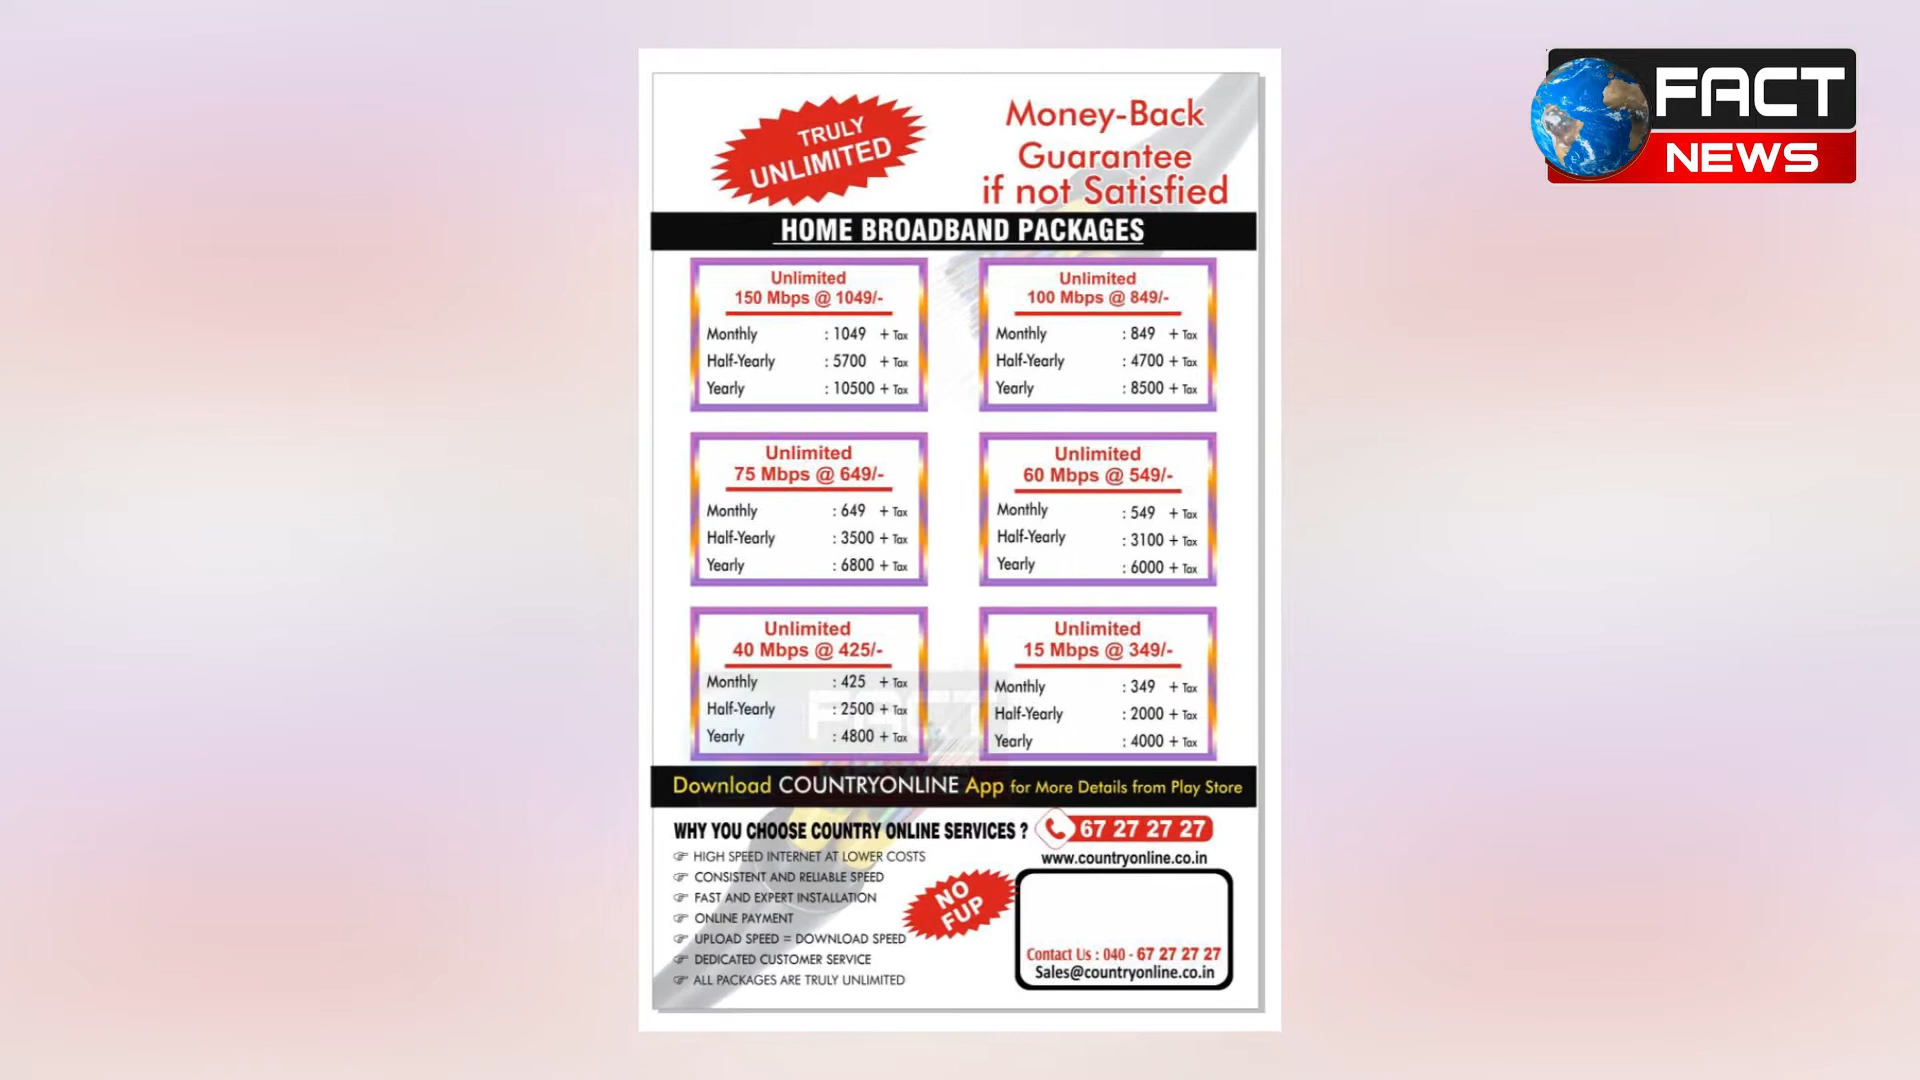 FACT
NEWS
TRULY
UNLIMITED
Money-Back
Guarantee
if not Satisfied
HOME BROADBAND PACKAGES
Unlimited
150 Mbps @ 1049/-
Monthly : 1049 + Tax
Half-Yearly : 5700 + Tax
Yearly : 10500 + Tax
Unlimited
100 Mbps @ 849/-
Monthly : 849 + Tax
Half-Yearly : 4700 + Tax
Yearly : 8500 + Tax
Unlimited
75 Mbps @ 649/-
Monthly : 649 + Tax
Half-Yearly : 3500 + Tax
Yearly : 6800 + Tax
Unlimited
60 Mbps @ 549/-
Monthly : 549 + Tax
Half-Yearly : 3100 + Tax
Yearly : 6000 + Tax
Unlimited
40 Mbps @ 425/-
Monthly : 425 + Tax
Half-Yearly : 2500 + Tax
Yearly : 4800 + Tax
Unlimited
15 Mbps @ 349/-
Monthly : 349 + Tax
Half-Yearly : 2000 + Tax
Yearly : 4000 + Tax
FACT
Download COUNTRYONLINE App for More Details from Play Store
WHY YOU CHOOSE COUNTRY ONLINE SERVICES ?
HIGH SPEED INTERNET AT LOWER COSTS
CONSISTENT AND RELIABLE SPEED
FAST AND EXPERT INSTALLATION
ONLINE PAYMENT
UPLOAD SPEED = DOWNLOAD SPEED
DEDICATED CUSTOMER SERVICE
ALL PACKAGES ARE TRULY UNLIMITED
NO
FUP
67 27 27 27
www.countryonline.co.in
Contact Us : 040 - 67 27 27 27
Sales@countryonline.co.in